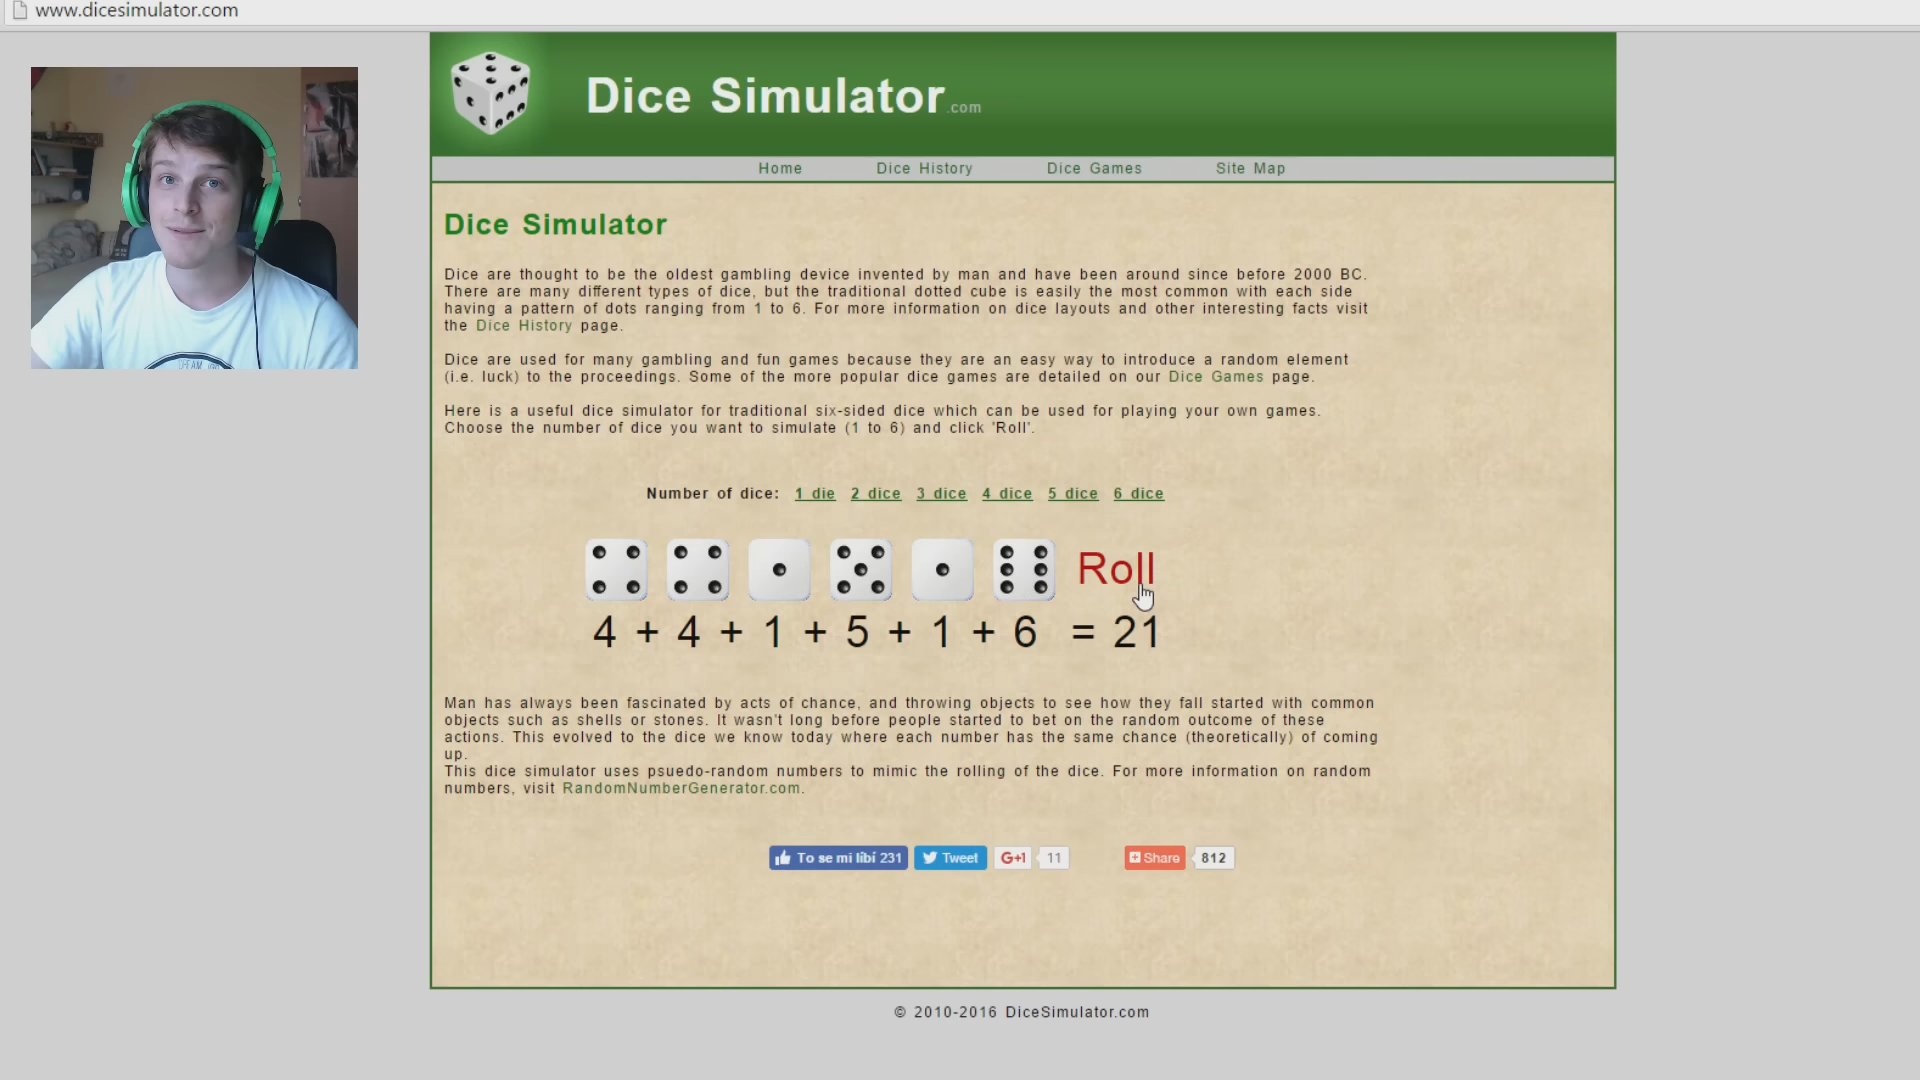 www.dicesimulator.com
Dice Simulator.com
Home Dice History Dice Games Site Map
Dice Simulator
Dice are thought to be the oldest gambling device invented by man and have been around since before 2000 BC.
There are many different types of dice, but the traditional dotted cube is easily the most common with each side
having a pattern of dots ranging from 1 to 6. For more information on dice layouts and other interesting facts visit
the Dice History page.
Dice are used for many gambling and fun games because they are an easy way to introduce a random element
(i.e. luck) to the proceedings. Some of the more popular dice games are detailed on our Dice Games page.
Here is a useful dice simulator for traditional six-sided dice which can be used for playing your own games.
Choose the number of dice you want to simulate (1 to 6) and click 'Roll'.
Number of dice: 1 die 2 dice 3 dice 4 dice 5 dice 6 dice
Roll
4 + 4 + 1 + 5 + 1 + 6 = 21
Man has always been fascinated by acts of chance, and throwing objects to see how they fall started with common
objects such as shells or stones. It wasn't long before people started to bet on the random outcome of these
actions. This evolved to the dice we know today where each number has the same chance (theoretically) of coming
up.
This dice simulator uses psuedo-random numbers to mimic the rolling of the dice. For more information on random
numbers, visit RandomNumberGenerator.com.
To se mi líbí 231 Tweet G+1 11 Share 812
© 2010-2016 DiceSimulator.com